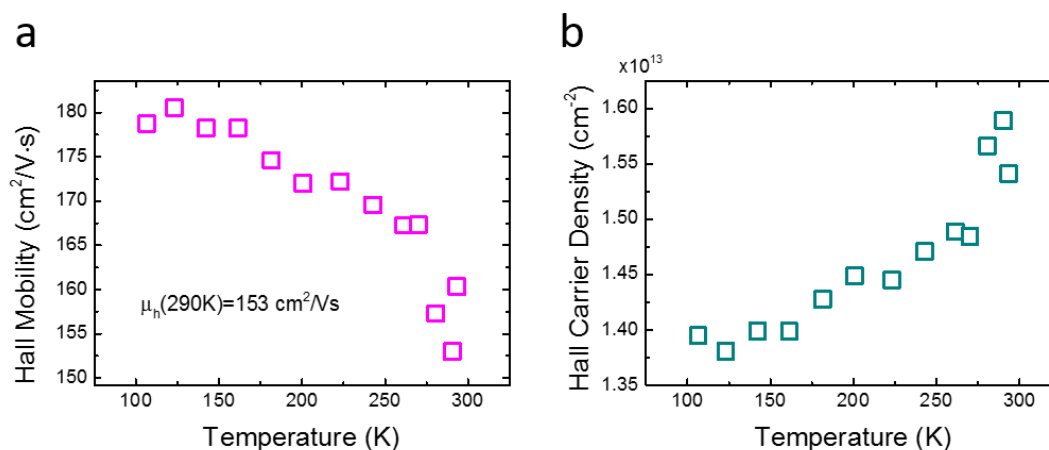 a
Hall Mobility (cm²/V·s)
180
175
170
165
160
155
150
μₕ(290K)=153 cm²/Vs
100
150
200
250
300
Temperature (K)
b
x10¹³
Hall Carrier Density (cm⁻²)
1.60
1.55
1.50
1.45
1.40
1.35
100
150
200
250
300
Temperature (K)